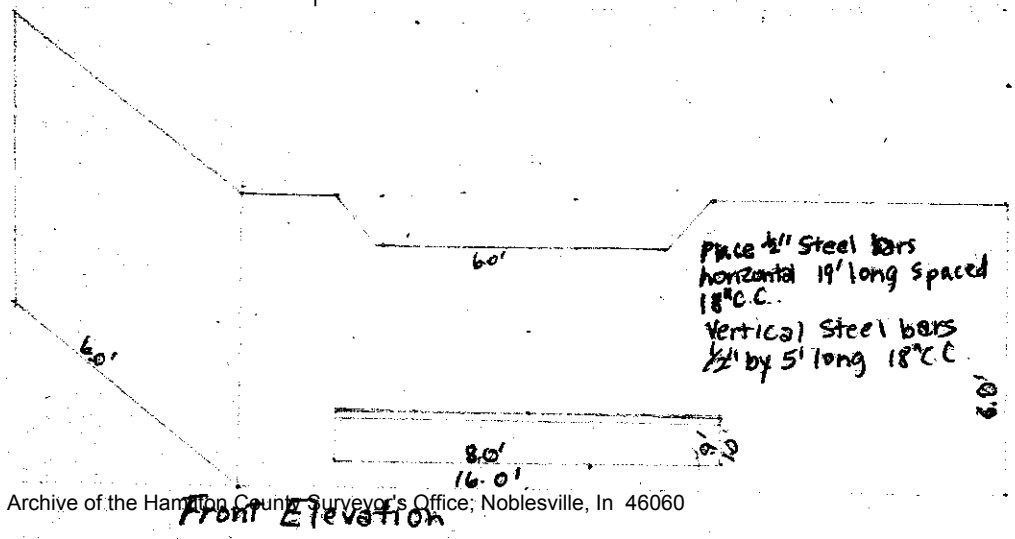 6.0'
Place ½" Steel Bars
horizontal 19' long spaced
18" C.C.
Vertical Steel bars
½" by 5' long 18" C.C
6.0'
6.0'
8.0'
16.0'
Archive of the Hamilton County Surveyor's Office; Noblesville, In 46060
Front Elevation